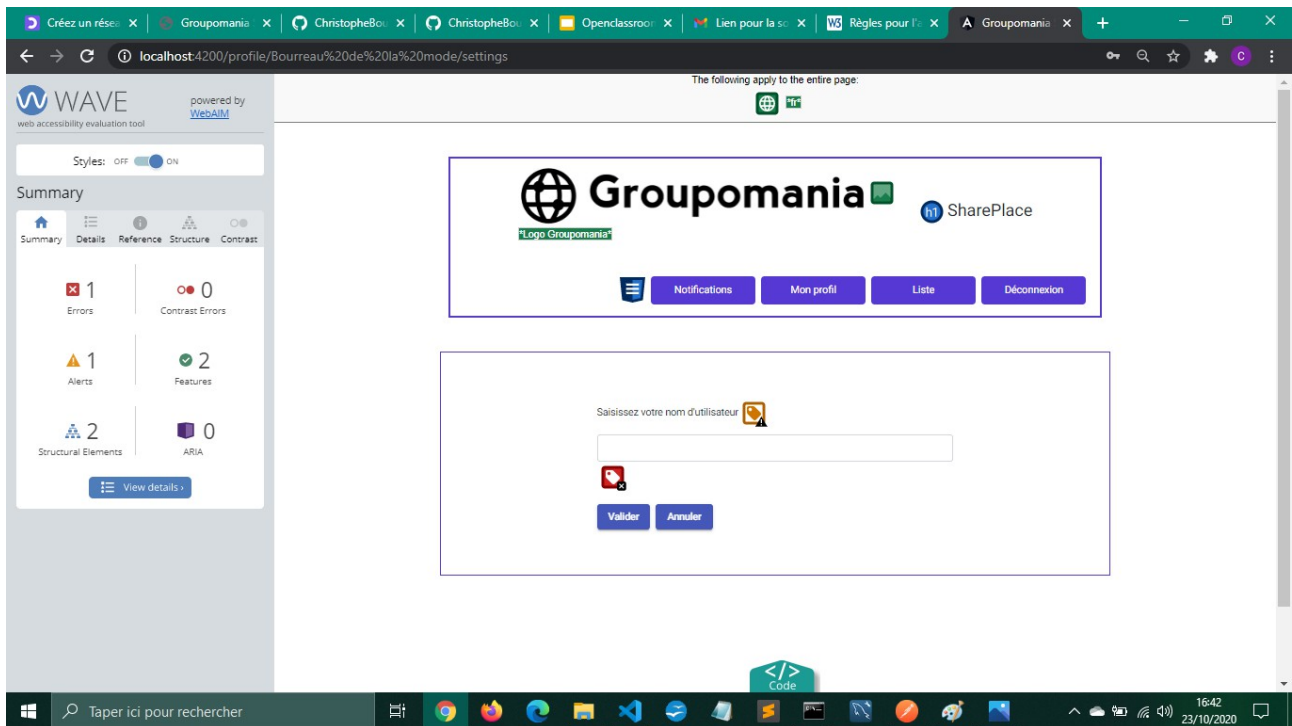 Créez un résea
Groupomania
ChristopheBou
ChristopheBou
Openclassroor
Lien pour la so
W3 Règles pour l'a
A Groupomania
localhost:4200/profile/Bourreau%20de%20la%20mode/settings
C
WAVE
web accessibility evaluation tool
powered by
WebAIM
The following apply to the entire page:
*fr*
Styles: OFF ON
Summary
Summary Details Reference Structure Contrast
1 0
Errors Contrast Errors
1 2
Alerts Features
2 0
Structural Elements ARIA
View details ›
Groupomania
*Logo Groupomania*
h1 SharePlace
Notifications Mon profil Liste Déconnexion
Saisissez votre nom d'utilisateur
Valider Annuler
</>
Code
Taper ici pour rechercher
16:42
23/10/2020